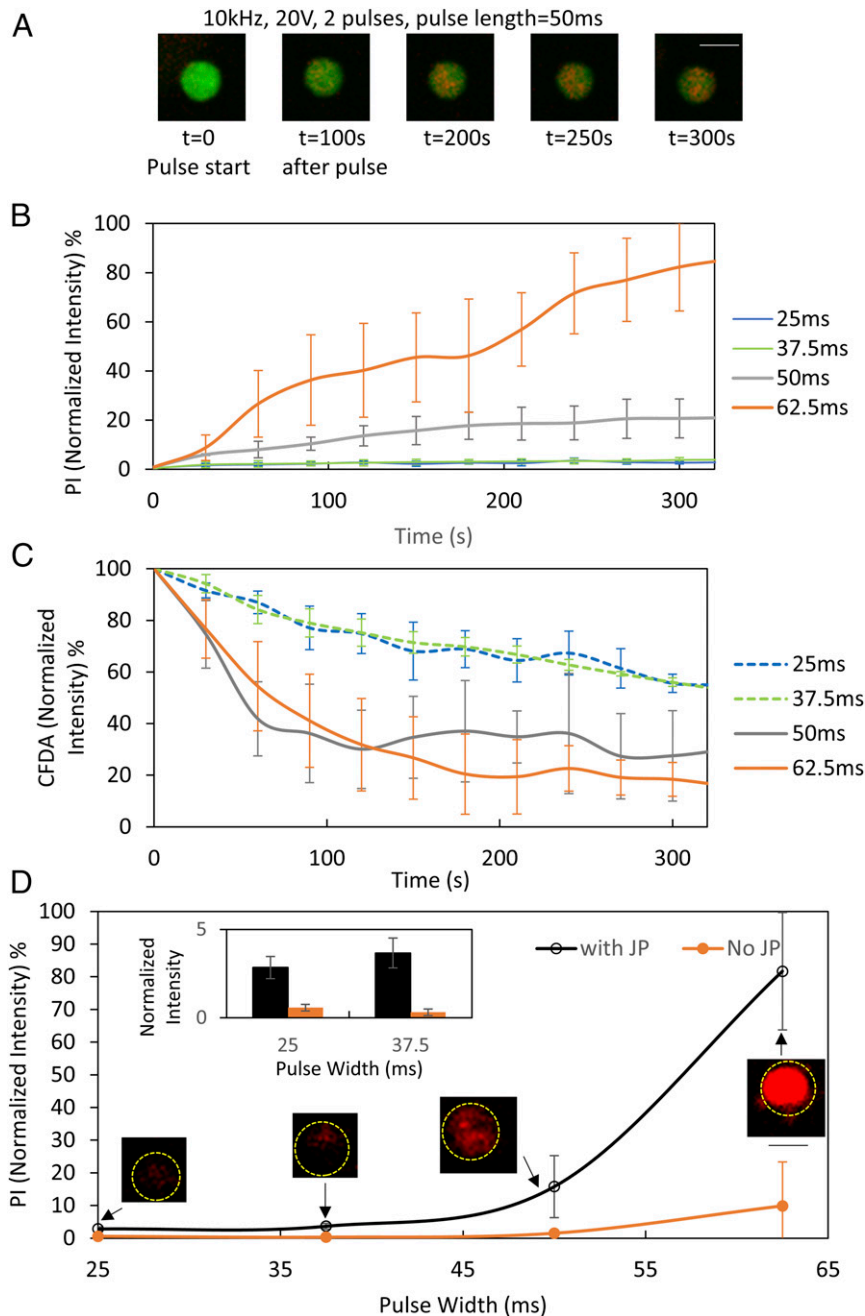 A
10kHz, 20V, 2 pulses, pulse length=50ms
t=0
Pulse start
t=100s
after pulse
t=200s
t=250s
t=300s
B
PI (Normalized Intensity) %
100
80
60
40
20
0
0
100
200
300
Time (s)
25ms
37.5ms
50ms
62.5ms
C
CFDA (Normalized
Intensity) %
100
80
60
40
20
0
0
100
200
300
Time (s)
25ms
37.5ms
50ms
62.5ms
D
PI (Normalized Intensity) %
100
90
80
70
60
50
40
30
20
10
0
Normalized
Intensity
5
0
25
37.5
Pulse Width (ms)
with JP
No JP
25
35
45
55
65
Pulse Width (ms)